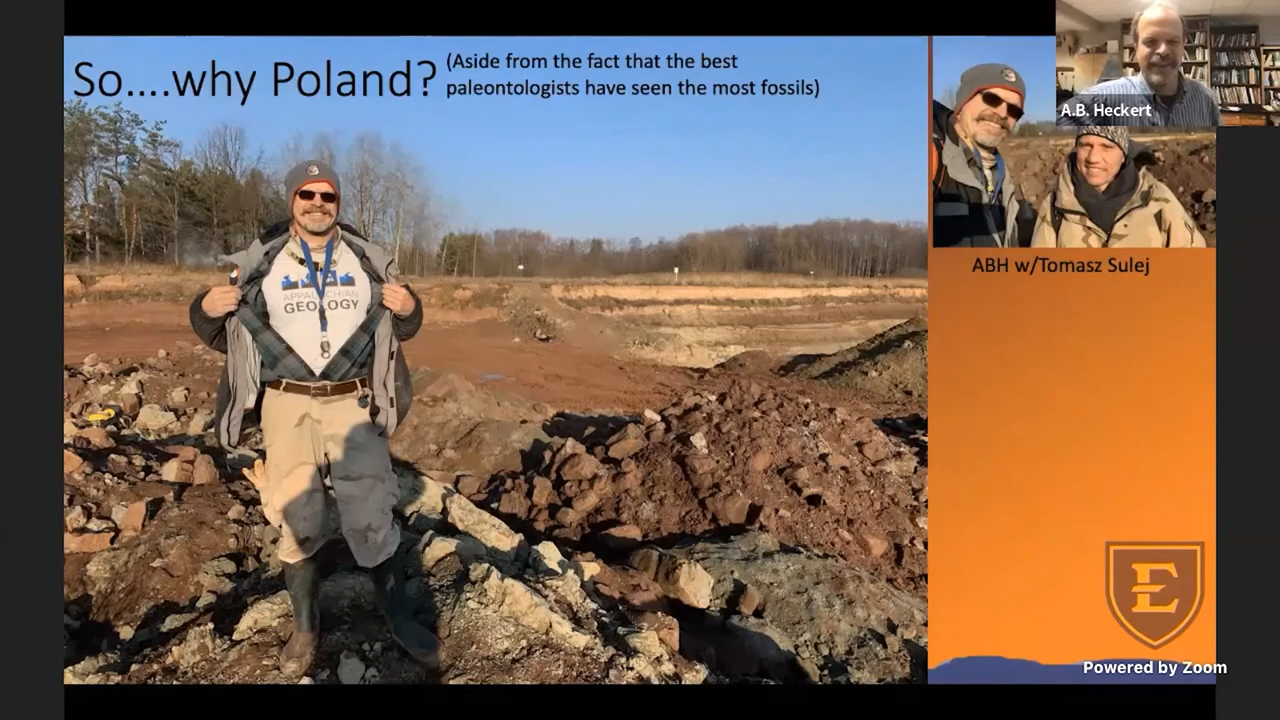 So....why Poland?
(Aside from the fact that the best
paleontologists have seen the most fossils)
A.B. Heckert
APPALACHIAN
GEOLOGY
ABH w/Tomasz Sulej
E
Powered by Zoom